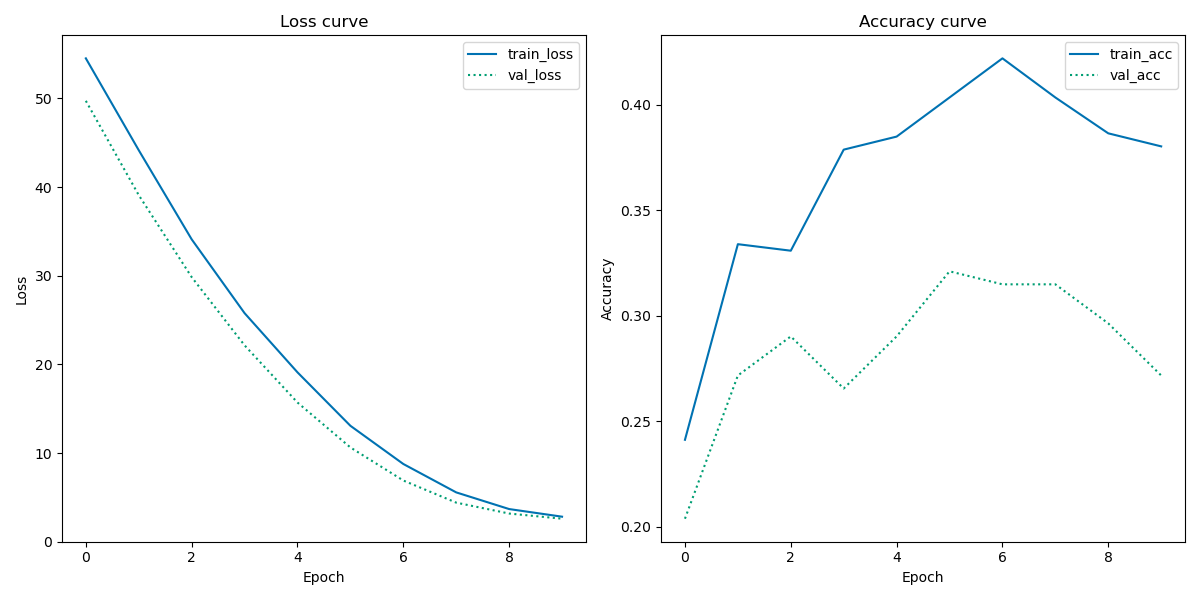 Loss curve
train_loss
val_loss
50
40
30
20
10
0
Loss
0 2 4 6 8
Epoch
Accuracy curve
train_acc
val_acc
0.40
0.35
0.30
0.25
0.20
Accuracy
0 2 4 6 8
Epoch